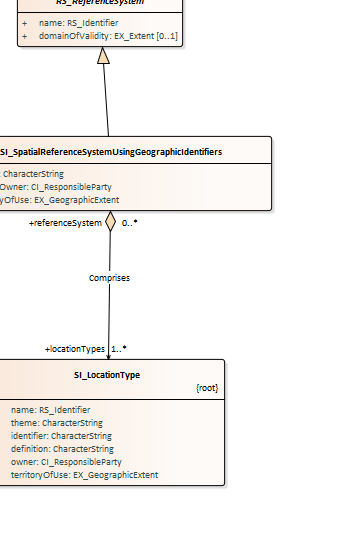 RS_ReferenceSystem
+ name: RS_Identifier
+ domainOfValidity: EX_Extent [0..1]
SI_SpatialReferenceSystemUsingGeographicIdentifiers
: CharacterString
Owner: CI_ResponsibleParty
yOfUse: EX_GeographicExtent
+referenceSystem 0..*
Comprises
+locationTypes 1..*
SI_LocationType
{root}
name: RS_Identifier
theme: CharacterString
identifier: CharacterString
definition: CharacterString
owner: CI_ResponsibleParty
territoryOfUse: EX_GeographicExtent